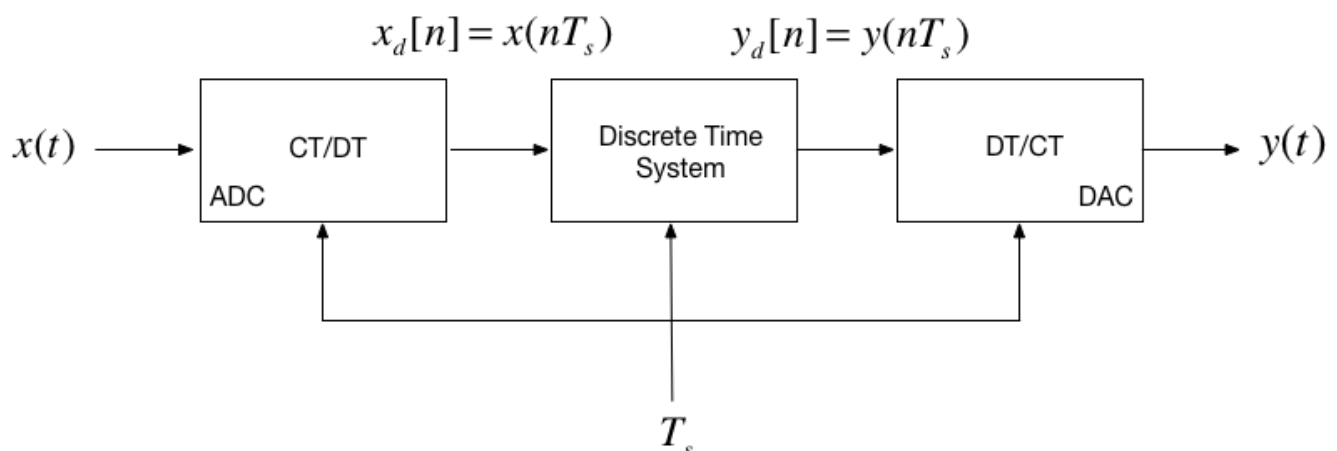 x_d[n] = x(nT_s)
y_d[n] = y(nT_s)
x(t)
CT/DT
ADC
Discrete Time
System
DT/CT
DAC
y(t)
T_s